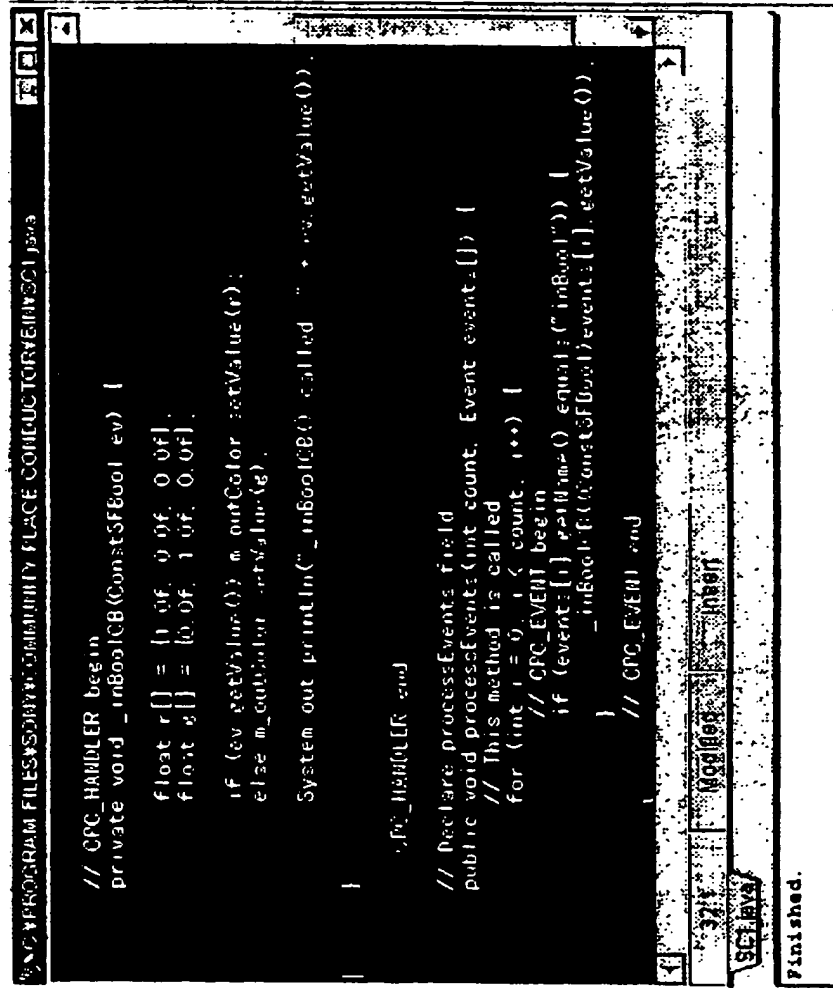 C:¥PROGRAM FILES¥SONY¥COMMUNITY PLACE CONDUCTOR¥BIN¥SC1.java
// CPC_HANDLER begin
private void _inBoolCB(ConstSFBool ev) {
float r[] = {1.0f, 0.0f, 0.0f};
float g[] = {0.0f, 1.0f, 0.0f};
if (ev.getValue()) m_outColor.setValue(r);
else m_outColor.setValue(g);
System.out.println("_inBoolCB() called " + ev.getValue());
}
CPC_HANDLER end
// Declare processEvents field
public void processEvents(int count, Event events[]) {
// This method is called
for (int i = 0; i < count; i++) {
// CPC_EVENT begin
if (events[i].getName().equals("inBool")) {
_inBoolCB((ConstSFBool)events[i].getValue());
}
// CPC_EVENT end
32
Modified
Insert
SC1.java
Finished.